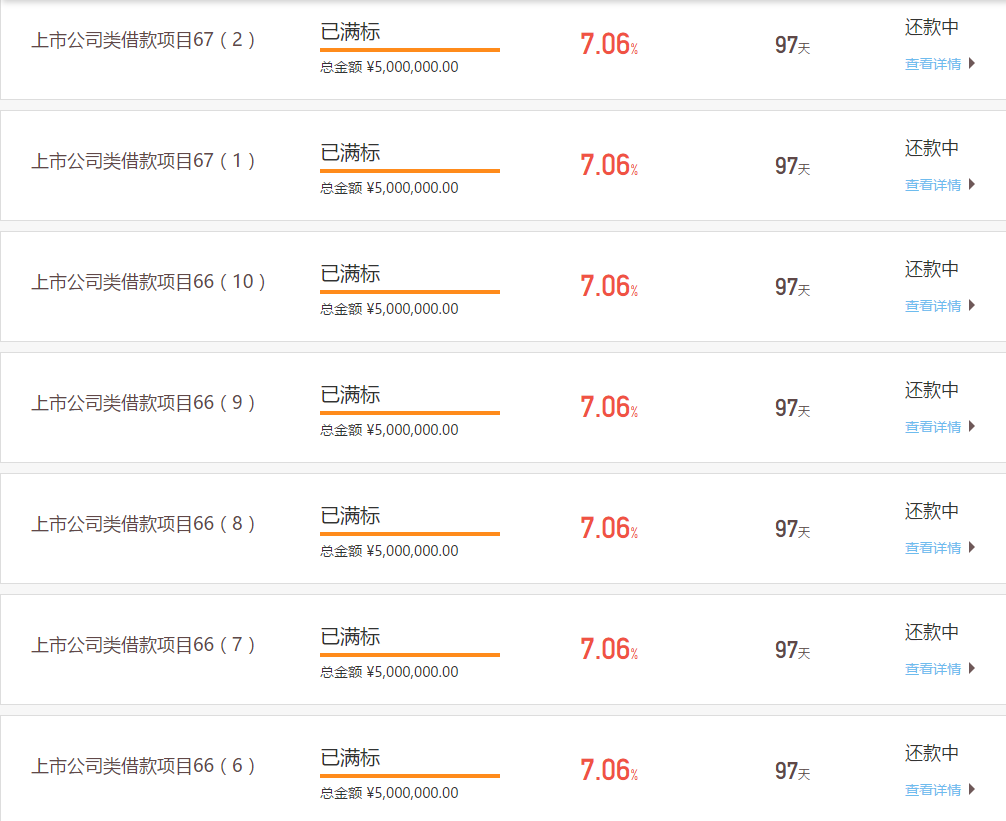 上市公司类借款项目67（2）
已满标
总金额 ¥5,000,000.00
7.06%
97天
还款中
查看详情
上市公司类借款项目67（1）
已满标
总金额 ¥5,000,000.00
7.06%
97天
还款中
查看详情
上市公司类借款项目66（10）
已满标
总金额 ¥5,000,000.00
7.06%
97天
还款中
查看详情
上市公司类借款项目66（9）
已满标
总金额 ¥5,000,000.00
7.06%
97天
还款中
查看详情
上市公司类借款项目66（8）
已满标
总金额 ¥5,000,000.00
7.06%
97天
还款中
查看详情
上市公司类借款项目66（7）
已满标
总金额 ¥5,000,000.00
7.06%
97天
还款中
查看详情
上市公司类借款项目66（6）
已满标
总金额 ¥5,000,000.00
7.06%
97天
还款中
查看详情